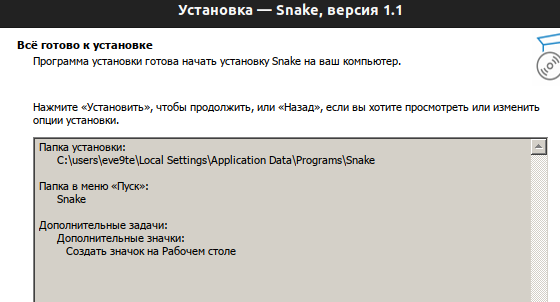 Установка — Snake, версия 1.1
Всё готово к установке
Программа установки готова начать установку Snake на ваш компьютер.
Нажмите «Установить», чтобы продолжить, или «Назад», если вы хотите просмотреть или изменить
опции установки.
Папка установки:
C:\users\eve9te\Local Settings\Application Data\Programs\Snake
Папка в меню «Пуск»:
Snake
Дополнительные задачи:
Дополнительные значки:
Создать значок на Рабочем столе